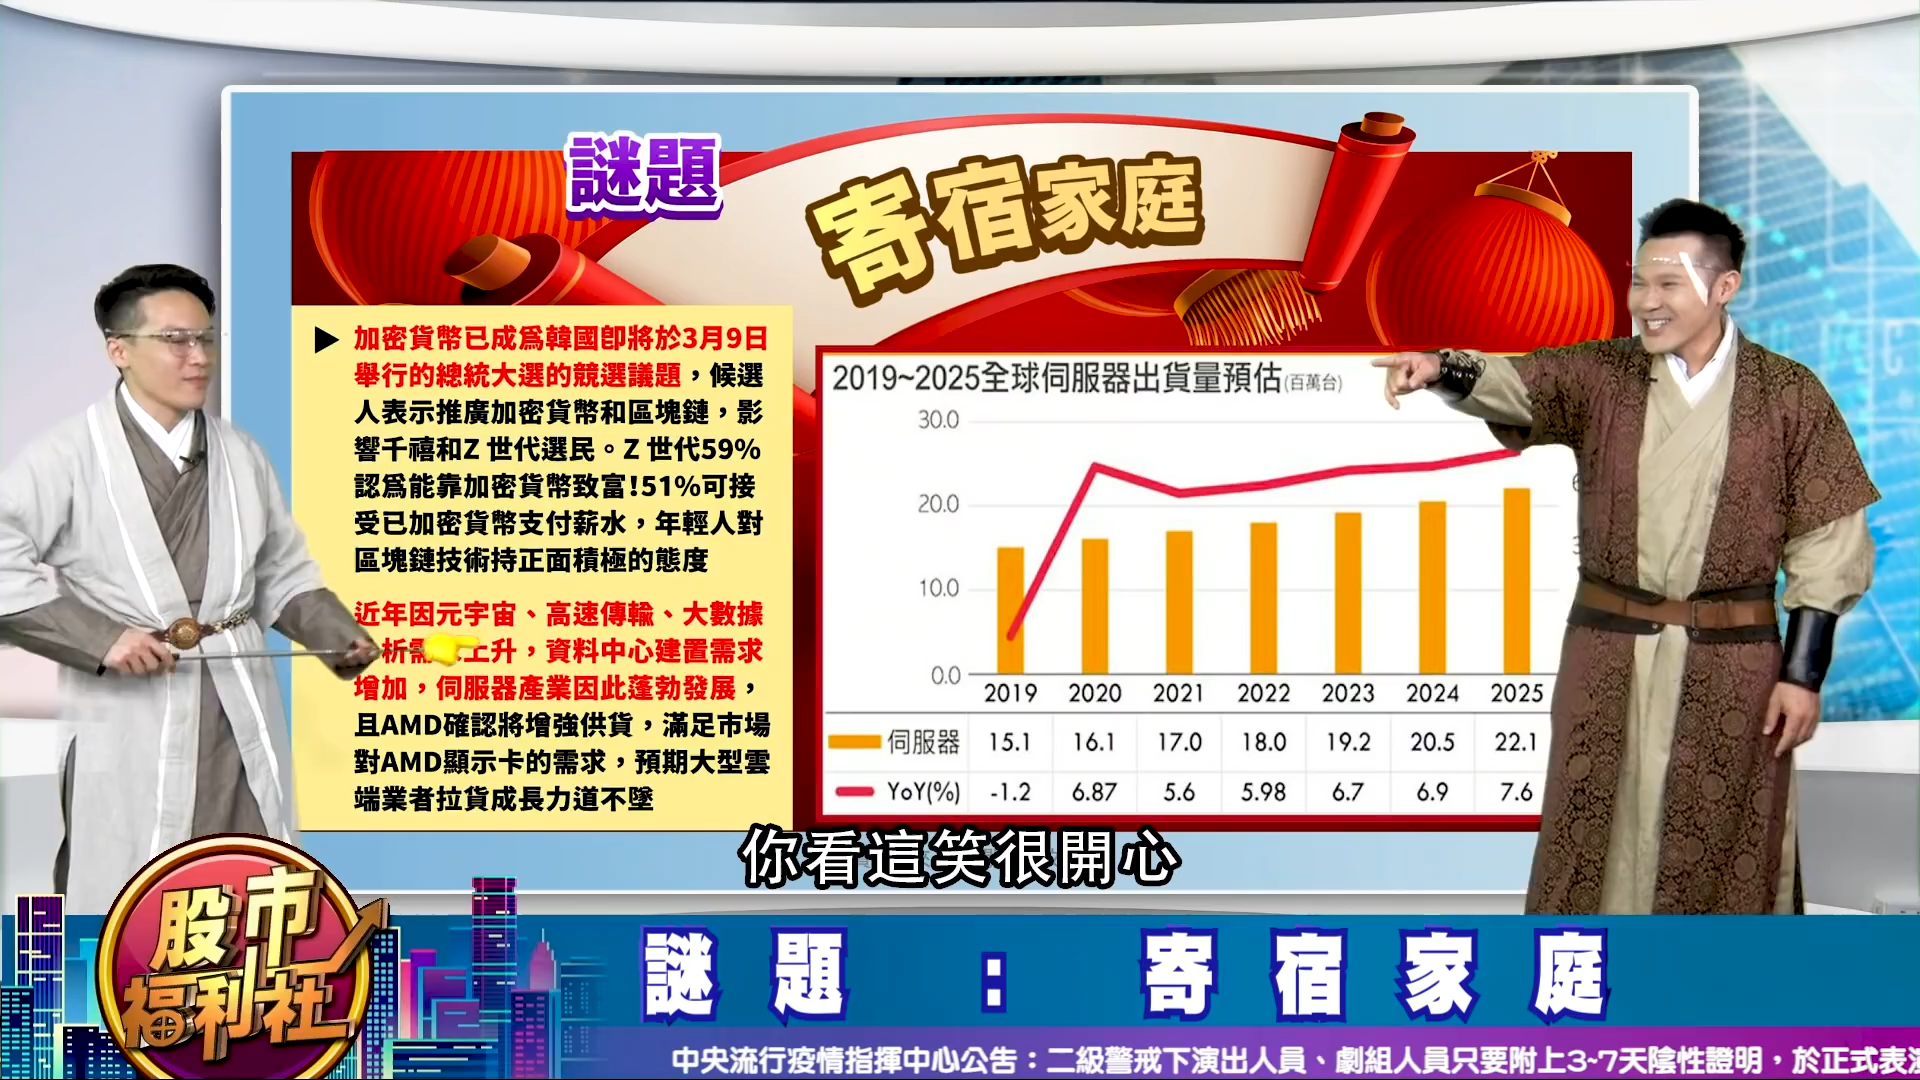 謎題
寄宿家庭
▶ 加密貨幣已成為韓國即將於3月9日
舉行的總統大選的競選議題，候選
人表示推廣加密貨幣和區塊鏈，影
響千禧和Z 世代選民。Z 世代59%
認為能靠加密貨幣致富!51%可接
受已加密貨幣支付薪水，年輕人對
區塊鏈技術持正面積極的態度
近年因元宇宙、高速傳輸、大數據
析需 上升，資料中心建置需求
增加，伺服器產業因此蓬勃發展，
且AMD確認將增強供貨，滿足市場
對AMD顯示卡的需求，預期大型雲
端業者拉貨成長力道不墜
2019~2025全球伺服器出貨量預估(百萬台)
30.0
20.0
10.0
0.0
2019 2020 2021 2022 2023 2024 2025
伺服器 15.1 16.1 17.0 18.0 19.2 20.5 22.1
YoY(%) -1.2 6.87 5.6 5.98 6.7 6.9 7.6
你看這笑很開心
股市
福利社
謎題：寄宿家庭
中央流行疫情指揮中心公告：二級警戒下演出人員、劇組人員只要附上3~7天陰性證明，於正式表演